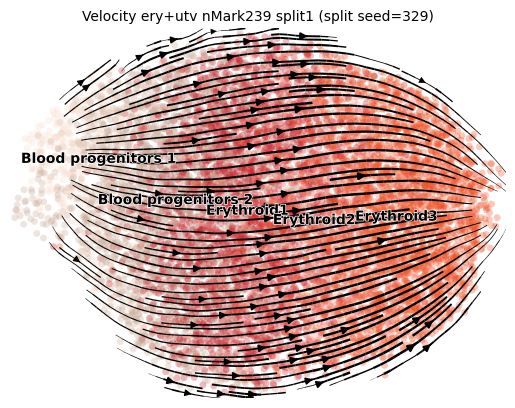 Velocity ery+utv nMark239 split1 (split seed=329)
Blood progenitors 1
Blood progenitors 2
Erythroid1
Erythroid2
Erythroid3